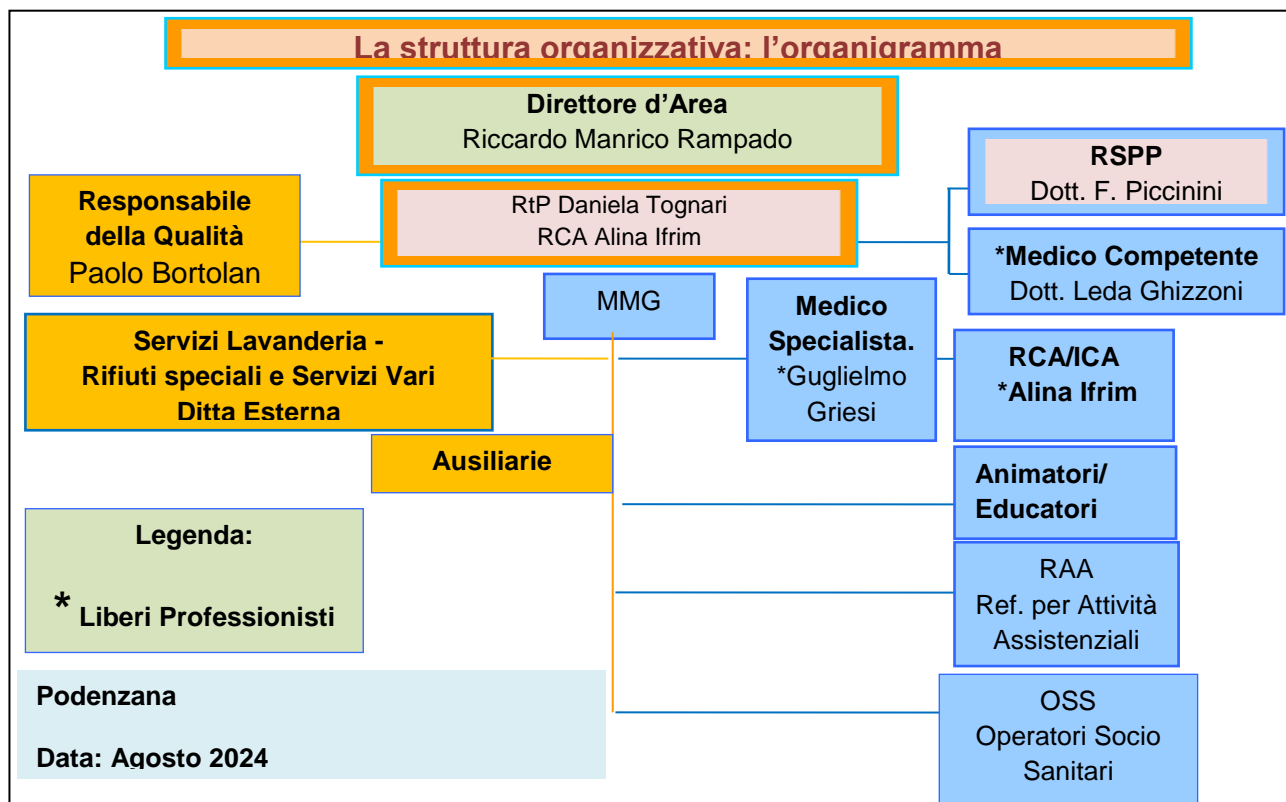 La struttura organizzativa: l'organigramma
Direttore d'Area
Riccardo Manrico Rampado
RSPP
Dott. F. Piccinini
Responsabile
della Qualità
Paolo Bortolan
RtP Daniela Tognari
RCA Alina Ifrim
*Medico Competente
Dott. Leda Ghizzoni
MMG
Medico
Specialista.
*Guglielmo
Griesi
Servizi Lavanderia -
Rifiuti speciali e Servizi Vari
Ditta Esterna
RCA/ICA
*Alina Ifrim
Ausiliarie
Animatori/
Educatori
Legenda:
* Liberi Professionisti
RAA
Ref. per Attività
Assistenziali
Podenzana
Data: Agosto 2024
OSS
Operatori Socio
Sanitari